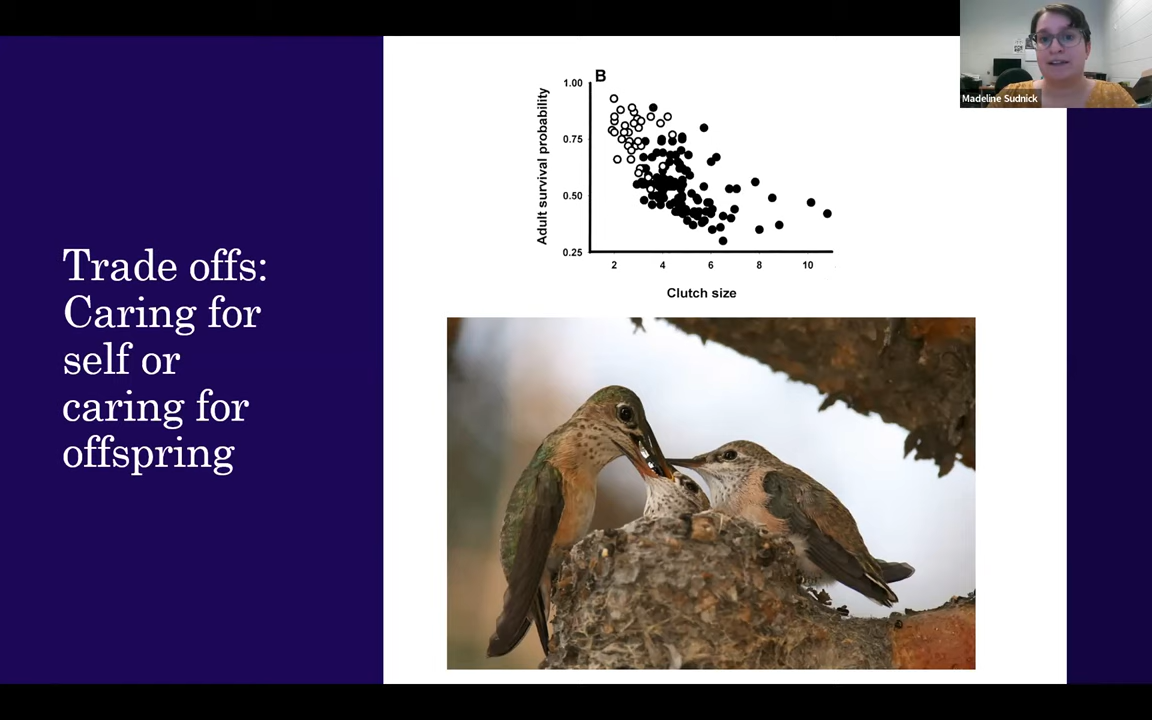 Trade offs:
Caring for
self or
caring for
offspring
B
Adult survival probability
1.00
0.75
0.50
0.25
2 4 6 8 10
Clutch size
Madeline Sudnick